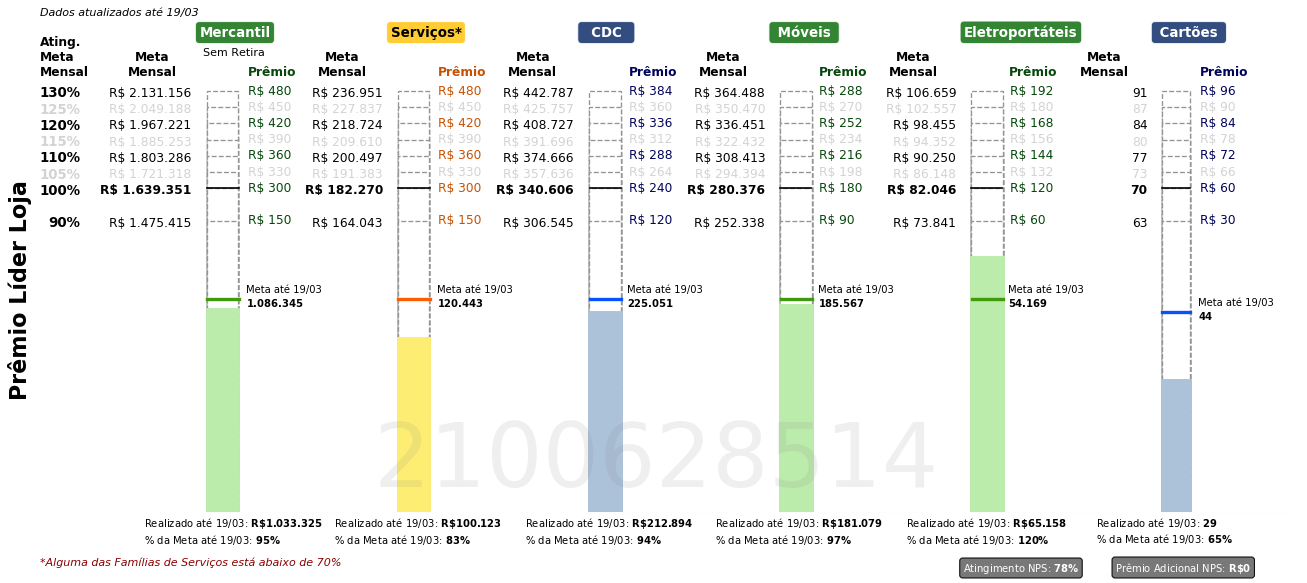 Dados atualizados até 19/03
Mercantil Serviços* CDC Móveis Eletroportáteis Cartões
Sem Retira
Ating. Meta Mensal
Meta Mensal Prêmio Meta Mensal Prêmio Meta Mensal Prêmio Meta Mensal Prêmio Meta Mensal Prêmio Meta Mensal Prêmio
130% R$ 2.131.156 R$ 480 R$ 236.951 R$ 480 R$ 442.787 R$ 384 R$ 364.488 R$ 288 R$ 106.659 R$ 192 91 R$ 96
125% R$ 2.049.188 R$ 450 R$ 227.837 R$ 450 R$ 425.757 R$ 360 R$ 350.470 R$ 270 R$ 102.557 R$ 180 87 R$ 90
120% R$ 1.967.221 R$ 420 R$ 218.724 R$ 420 R$ 408.727 R$ 336 R$ 336.451 R$ 252 R$ 98.455 R$ 168 84 R$ 84
115% R$ 1.885.253 R$ 390 R$ 209.610 R$ 390 R$ 391.696 R$ 312 R$ 322.432 R$ 234 R$ 94.352 R$ 156 80 R$ 78
110% R$ 1.803.286 R$ 360 R$ 200.497 R$ 360 R$ 374.666 R$ 288 R$ 308.413 R$ 216 R$ 90.250 R$ 144 77 R$ 72
105% R$ 1.721.318 R$ 330 R$ 191.383 R$ 330 R$ 357.636 R$ 264 R$ 294.394 R$ 198 R$ 86.148 R$ 132 73 R$ 66
100% R$ 1.639.351 R$ 300 R$ 182.270 R$ 300 R$ 340.606 R$ 240 R$ 280.376 R$ 180 R$ 82.046 R$ 120 70 R$ 60
90% R$ 1.475.415 R$ 150 R$ 164.043 R$ 150 R$ 306.545 R$ 120 R$ 252.338 R$ 90 R$ 73.841 R$ 60 63 R$ 30
Prêmio Líder Loja
Meta até 19/03 Meta até 19/03 Meta até 19/03 Meta até 19/03 Meta até 19/03 Meta até 19/03
1.086.345 120.443 225.051 185.567 54.169 44
2100628514
Realizado até 19/03: R$1.033.325 Realizado até 19/03: R$100.123 Realizado até 19/03: R$212.894 Realizado até 19/03: R$181.079 Realizado até 19/03: R$65.158 Realizado até 19/03: 29
% da Meta até 19/03: 95% % da Meta até 19/03: 83% % da Meta até 19/03: 94% % da Meta até 19/03: 97% % da Meta até 19/03: 120% % da Meta até 19/03: 65%
*Alguma das Famílias de Serviços está abaixo de 70%
Atingimento NPS: 78% Prêmio Adicional NPS: R$0